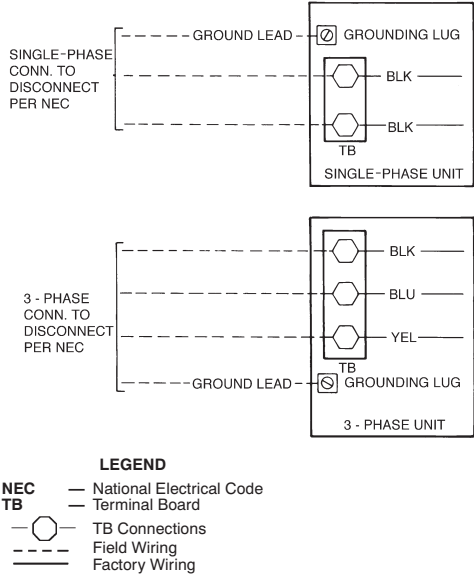 GROUND LEAD
GROUNDING LUG
SINGLE-PHASE
CONN. TO
DISCONNECT
PER NEC
BLK
BLK
TB
SINGLE-PHASE UNIT
BLK
3 - PHASE
CONN. TO
DISCONNECT
PER NEC
BLU
YEL
TB
GROUND LEAD
GROUNDING LUG
3 - PHASE UNIT
LEGEND
NEC — National Electrical Code
TB — Terminal Board
TB Connections
Field Wiring
Factory Wiring